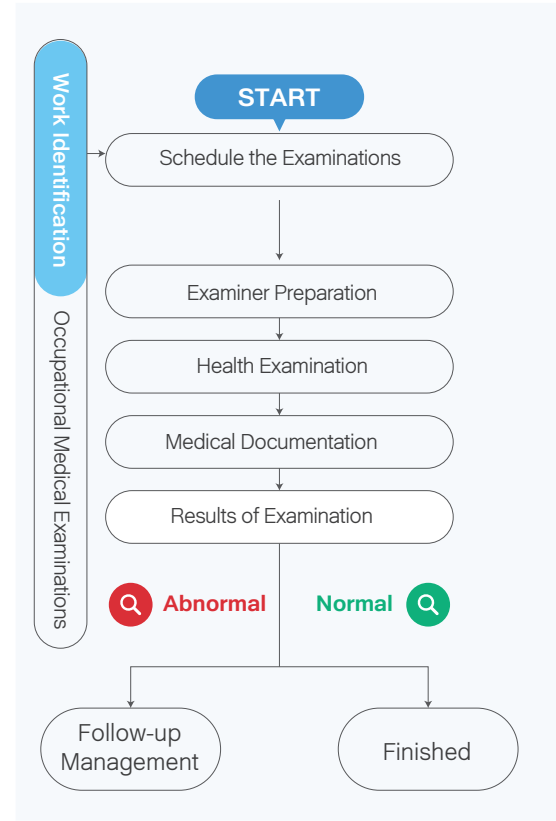 Work Identification
Occupational Medical Examinations
START
Schedule the Examinations
Examiner Preparation
Health Examination
Medical Documentation
Results of Examination
Abnormal
Normal
Follow-up
Management
Finished